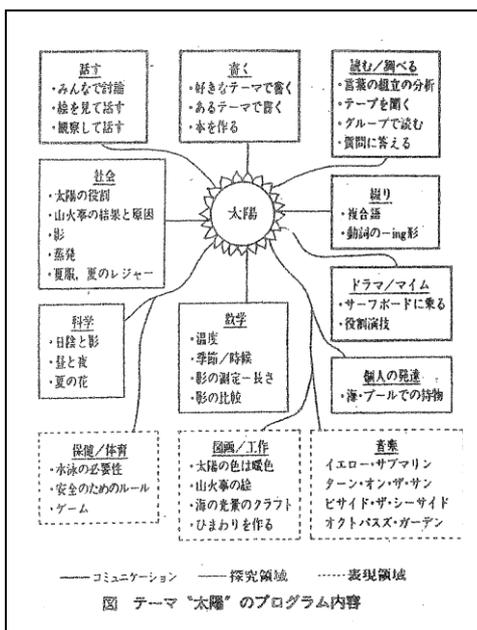 話す
・みんなで討論
・絵を見て話す
・観察して話す
書く
・好きなテーマで書く
・あるテーマで書く
・本を作る
読む/調べる
・言葉の組立の分析
・テープを聞く
・グループで読む
・質問に答える
社会
・太陽の役割
・山火事の結果と原因
・影
・蒸発
・夏服,夏のレジャー
太陽
綴り
・複合語
・動詞の-ing形
ドラマ/マイム
・サーフボードに乗る
・役割演技
科学
・日陰と影
・昼と夜
・夏の花
数学
・温度
・季節/時候
・影の測定-長さ
・影の比較
個人の発達
・海・プールでの持物
保健/体育
・水泳の必要性
・安全のためのルール
・ゲーム
図画/工作
・太陽の色は暖色
・山火事の絵
・海の光景のクラフト
・ひまわりを作る
音楽
イエロー・サブマリン
ターン・オン・ザ・サン
ビサイド・ザ・シーサイド
オクトパスズ・ガーデン
コミュニケーション 探究領域 表現領域
図 テーマ“太陽”のプログラム内容